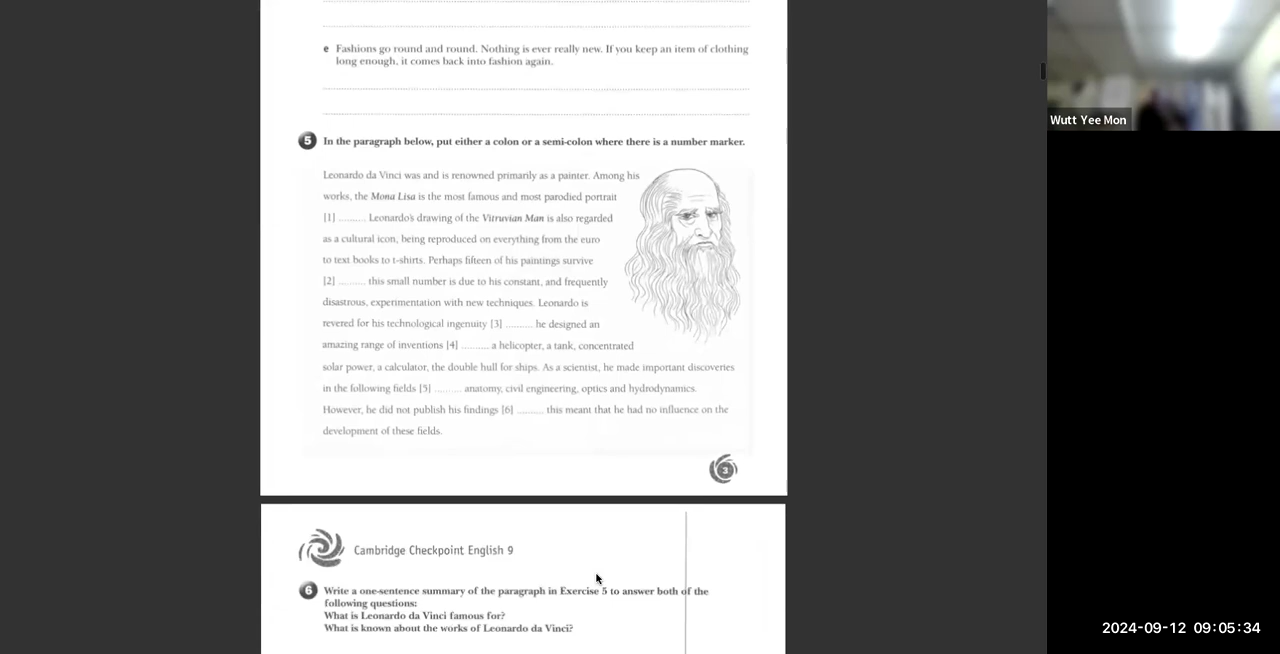 e Fashions go round and round. Nothing is ever really new. If you keep an item of clothing
long enough, it comes back into fashion again.
5 In the paragraph below, put either a colon or a semi-colon where there is a number marker.
Leonardo da Vinci was and is renowned primarily as a painter. Among his
works, the Mona Lisa is the most famous and most parodied portrait
[1] .......... Leonardo's drawing of the Vitruvian Man is also regarded
as a cultural icon, being reproduced on everything from the euro
to text books to t-shirts. Perhaps fifteen of his paintings survive
[2] .......... this small number is due to his constant, and frequently
disastrous, experimentation with new techniques. Leonardo is
revered for his technological ingenuity [3] .......... he designed an
amazing range of inventions [4] .......... a helicopter, a tank, concentrated
solar power, a calculator, the double hull for ships. As a scientist, he made important discoveries
in the following fields [5] .......... anatomy, civil engineering, optics and hydrodynamics.
However, he did not publish his findings [6] .......... this meant that he had no influence on the
development of these fields.
3
Cambridge Checkpoint English 9
6 Write a one-sentence summary of the paragraph in Exercise 5 to answer both of the
following questions:
What is Leonardo da Vinci famous for?
What is known about the works of Leonardo da Vinci?
Wutt Yee Mon
2024-09-12 09:05:34